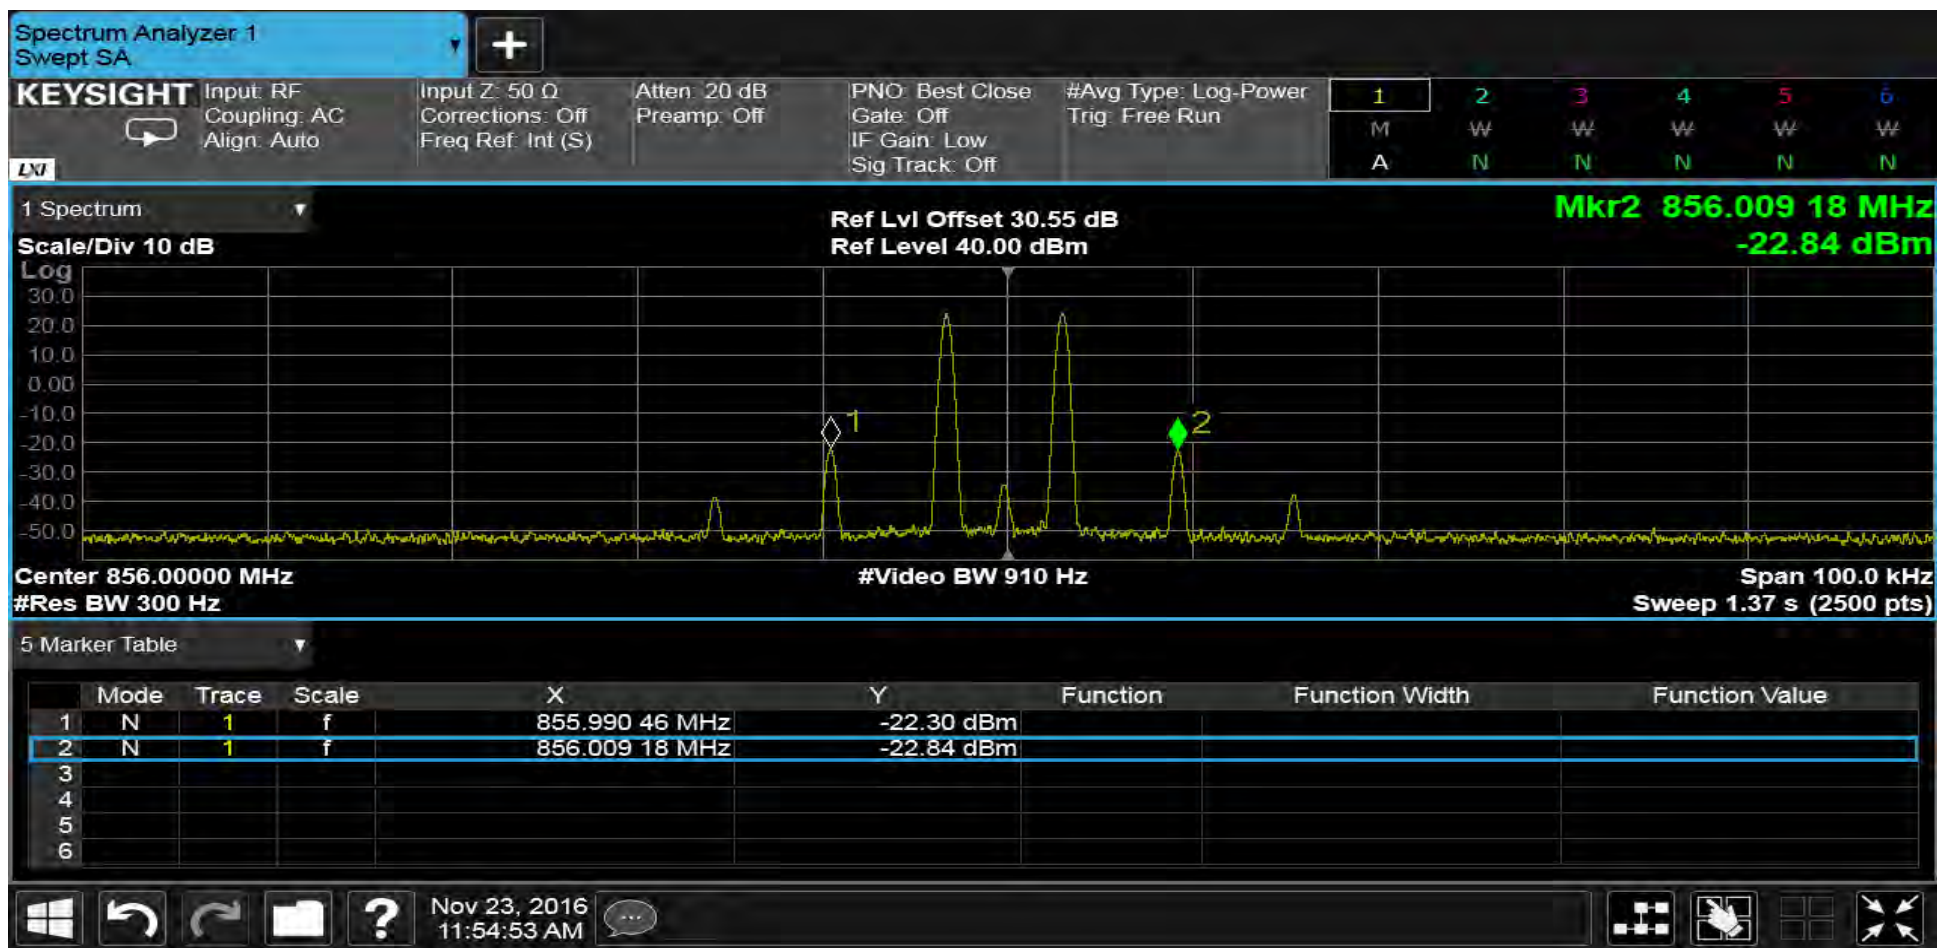 Spectrum Analyzer 1
Swept SA
KEYSIGHT
LXI
Input: RF
Coupling: AC
Align: Auto
Input Z: 50 Ω
Corrections: Off
Freq Ref: Int (S)
Atten: 20 dB
Preamp: Off
PNO: Best Close
Gate: Off
IF Gain: Low
Sig Track: Off
#Avg Type: Log-Power
Trig: Free Run
1 2 3 4 5 6
M W W W W W
A N N N N N
1 Spectrum
Scale/Div 10 dB
Ref Lvl Offset 30.55 dB
Ref Level 40.00 dBm
Mkr2 856.009 18 MHz
-22.84 dBm
Log
30.0
20.0
10.0
0.00
-10.0
-20.0
-30.0
-40.0
-50.0
1
2
Center 856.00000 MHz
#Res BW 300 Hz
#Video BW 910 Hz
Span 100.0 kHz
Sweep 1.37 s (2500 pts)
5 Marker Table
Mode Trace Scale X Y Function Function Width Function Value
1 N 1 f 855.990 46 MHz -22.30 dBm
2 N 1 f 856.009 18 MHz -22.84 dBm
3
4
5
6
?
Nov 23, 2016
11:54:53 AM